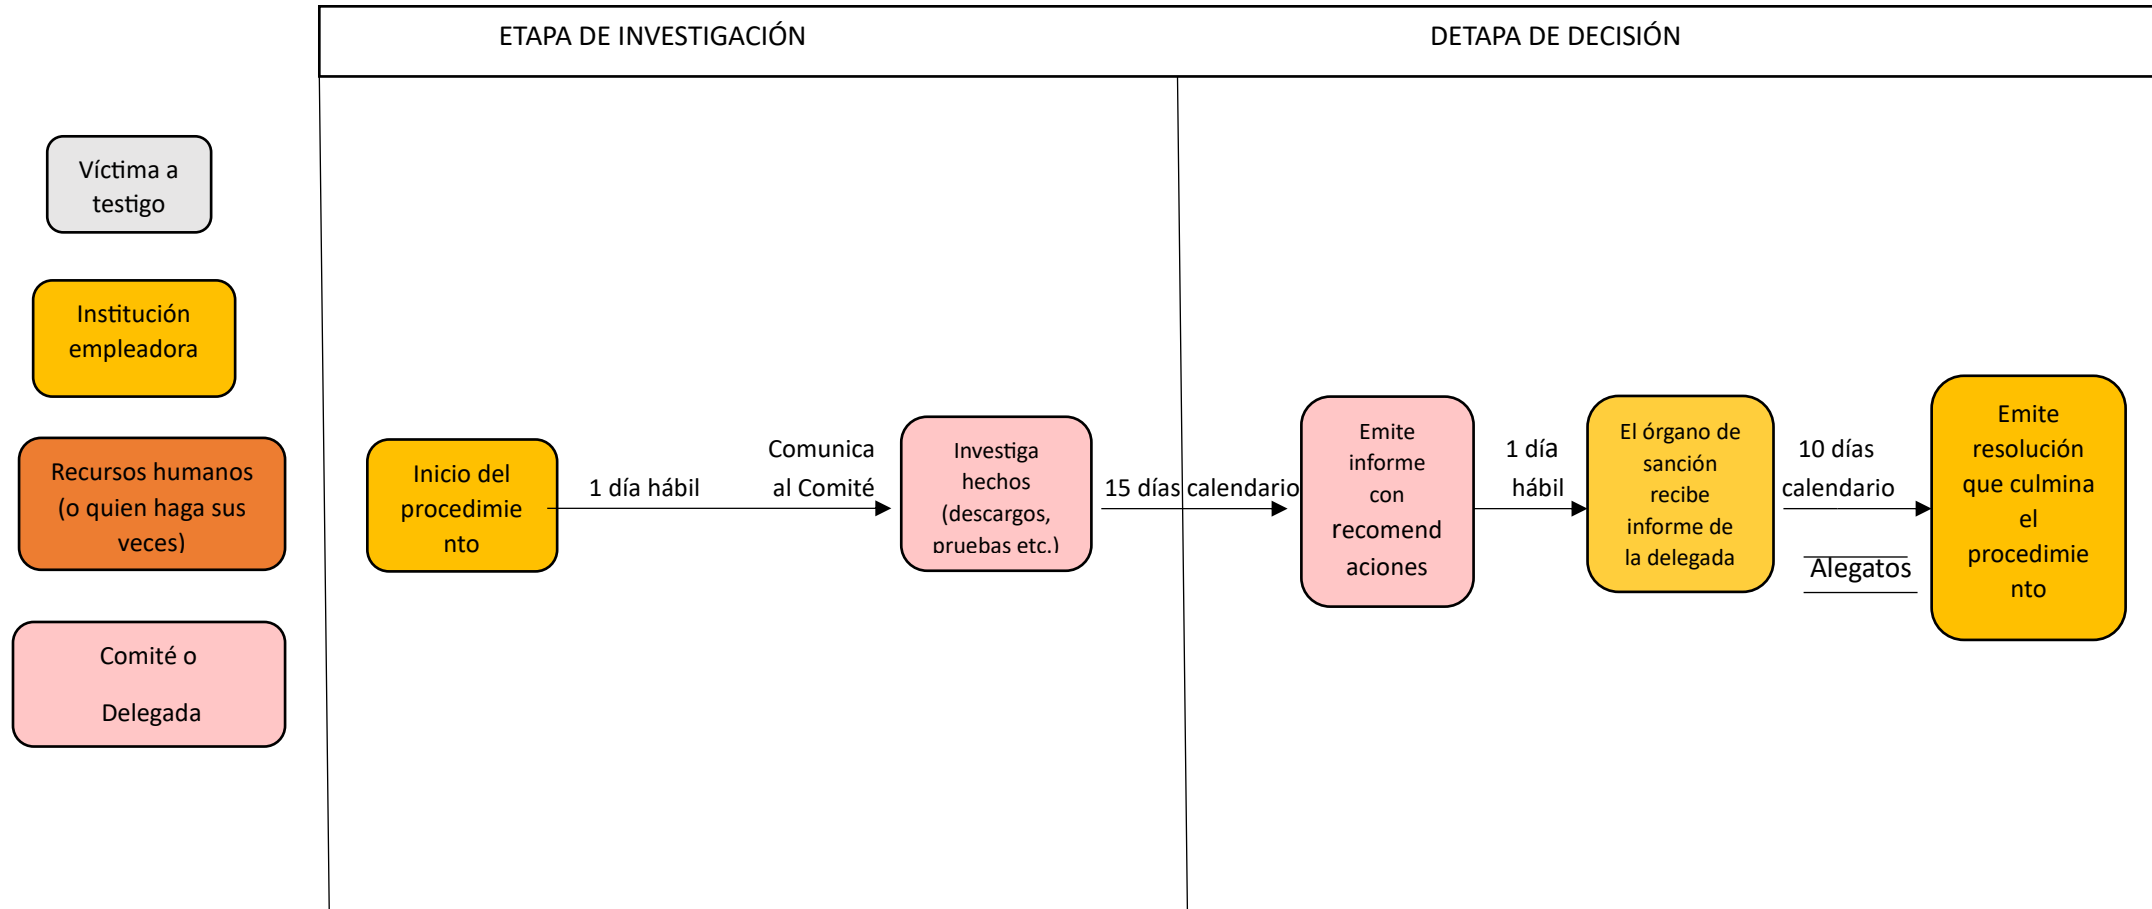 ETAPA DE INVESTIGACIÓN
DETAPA DE DECISIÓN
Víctima a
testigo
Institución
empleadora
Recursos humanos
(o quien haga sus
veces)
Comité o
Delegada
Inicio del
procedimie
nto
1 día hábil
Comunica
al Comité
Investiga
hechos
(descargos,
pruebas etc.)
15 días calendario
Emite
informe
con
recomend
aciones
1 día
hábil
El órgano de
sanción
recibe
informe de
la delegada
10 días
calendario
Alegatos
Emite
resolución
que culmina
el
procedimie
nto